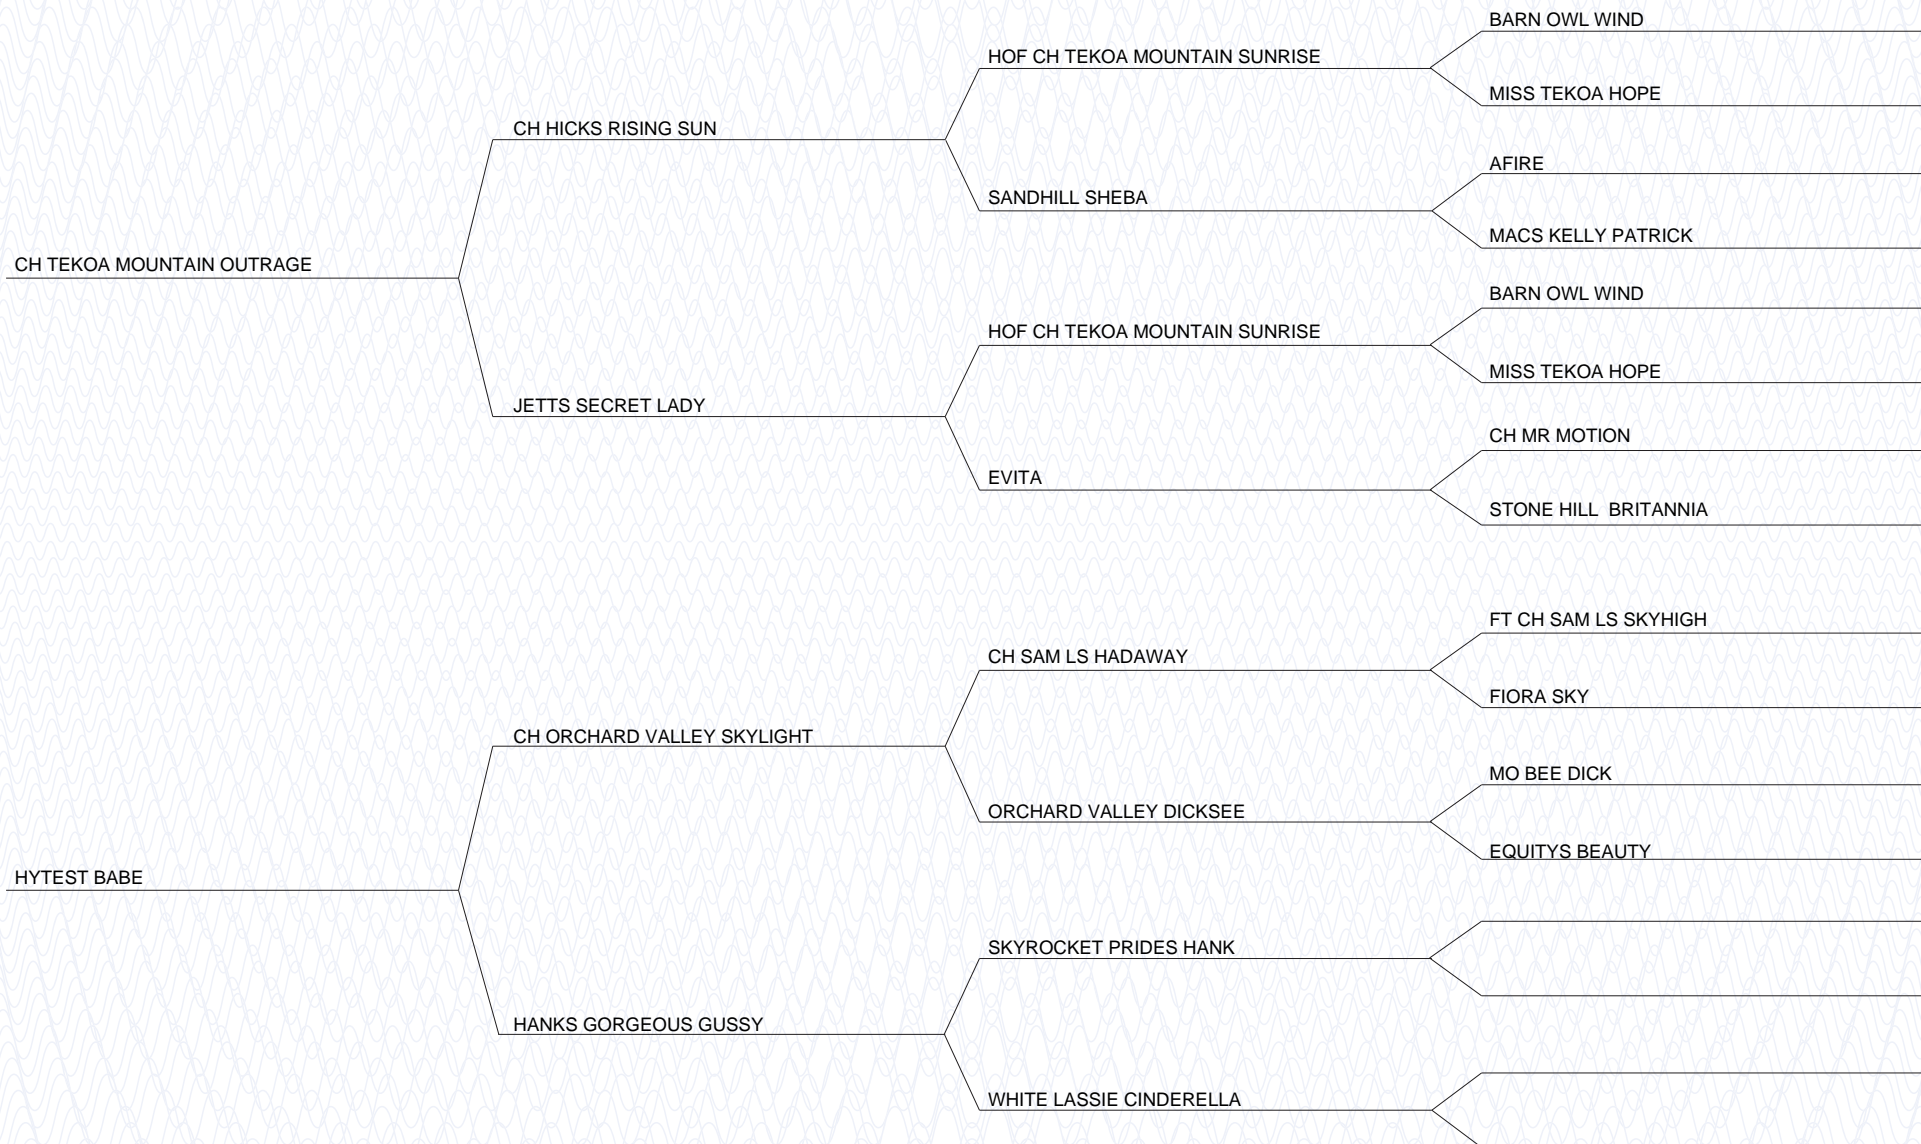 BARN OWL WIND
HOF CH TEKOA MOUNTAIN SUNRISE
MISS TEKOA HOPE
CH HICKS RISING SUN
AFIRE
SANDHILL SHEBA
MACS KELLY PATRICK
CH TEKOA MOUNTAIN OUTRAGE
BARN OWL WIND
HOF CH TEKOA MOUNTAIN SUNRISE
MISS TEKOA HOPE
JETTS SECRET LADY
CH MR MOTION
EVITA
STONE HILL  BRITANNIA
FT CH SAM LS SKYHIGH
CH SAM LS HADAWAY
FIORA SKY
CH ORCHARD VALLEY SKYLIGHT
MO BEE DICK
ORCHARD VALLEY DICKSEE
EQUITYS BEAUTY
HYTEST BABE
SKYROCKET PRIDES HANK
HANKS GORGEOUS GUSSY
WHITE LASSIE CINDERELLA